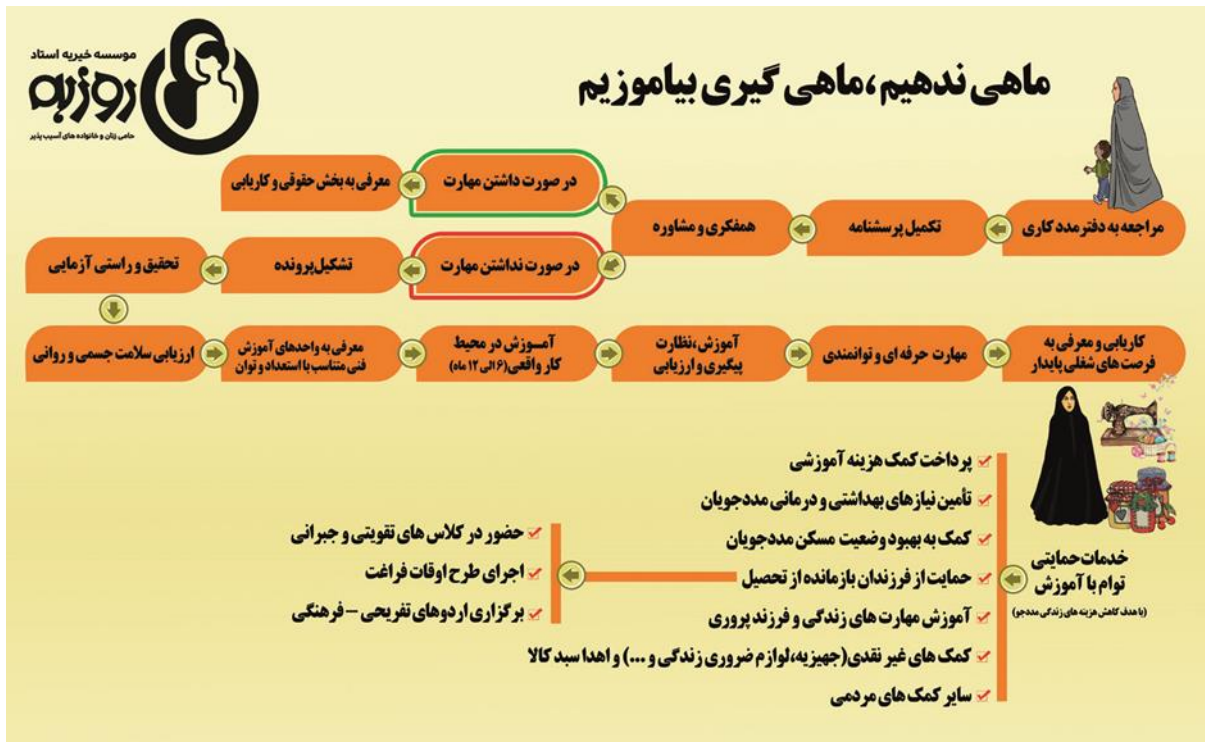 موسسه خیریه استاد
روزبه
حامی زنان و خانواده های آسیب پذیر
ماهی ندهیم، ماهی گیری بیاموزیم
مراجعه به دفتر مدد کاری
تکمیل پرسشنامه
همفکری و مشاوره
در صورت داشتن مهارت
معرفی به بخش حقوقی و کاریابی
در صورت نداشتن مهارت
تشکیل پرونده
تحقیق و راستی آزمایی
ارزیابی سلامت جسمی و روانی
معرفی به واحدهای آموزش
فنی متناسب با استعداد و توان
آمــوزش در محیط
کار واقعی (۶ الی ۱۲ ماه)
آموزش، نظارت
پیگیری و ارزیابی
مهارت حرفه ای و توانمندی
کاریابی و معرفی به
فرصت های شغلی پایدار
خدمات حمایتی
توام با آموزش
(با هدف کاهش هزینه های زندگی مددجو)
پرداخت کمک هزینه آموزشی
تأمین نیازهای بهداشتی و درمانی مددجویان
کمک به بهبود وضعیت مسکن مددجویان
حمایت از فرزندان بازمانده از تحصیل
آموزش مهارت های زندگی و فرزند پروری
کمک های غیر نقدی (جهیزیه، لوازم ضروری زندگی و ...) و اهدا سبد کالا
سایر کمک های مردمی
حضور در کلاس های تقویتی و جبرانی
اجرای طرح اوقات فراغت
برگزاری اردوهای تفریحی – فرهنگی